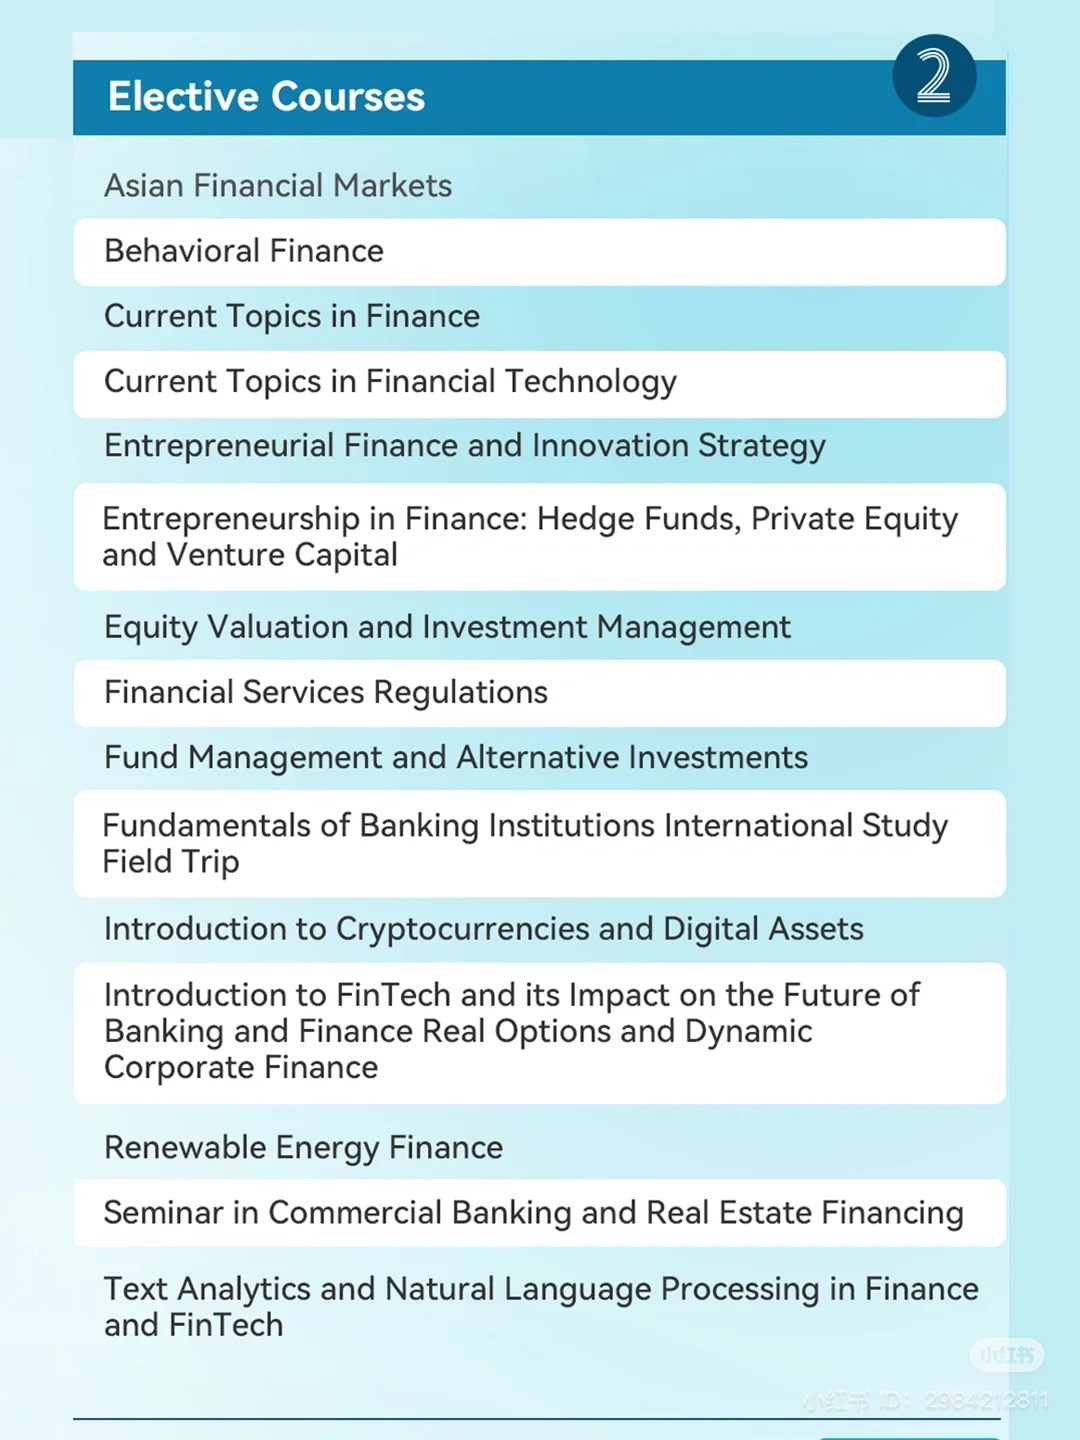 Elective Courses
2
Asian Financial Markets
Behavioral Finance
Current Topics in Finance
Current Topics in Financial Technology
Entrepreneurial Finance and Innovation Strategy
Entrepreneurship in Finance: Hedge Funds, Private Equity
and Venture Capital
Equity Valuation and Investment Management
Financial Services Regulations
Fund Management and Alternative Investments
Fundamentals of Banking Institutions International Study
Field Trip
Introduction to Cryptocurrencies and Digital Assets
Introduction to FinTech and its Impact on the Future of
Banking and Finance Real Options and Dynamic
Corporate Finance
Renewable Energy Finance
Seminar in Commercial Banking and Real Estate Financing
Text Analytics and Natural Language Processing in Finance
and FinTech
小红书
小红书 ID: 2984212811